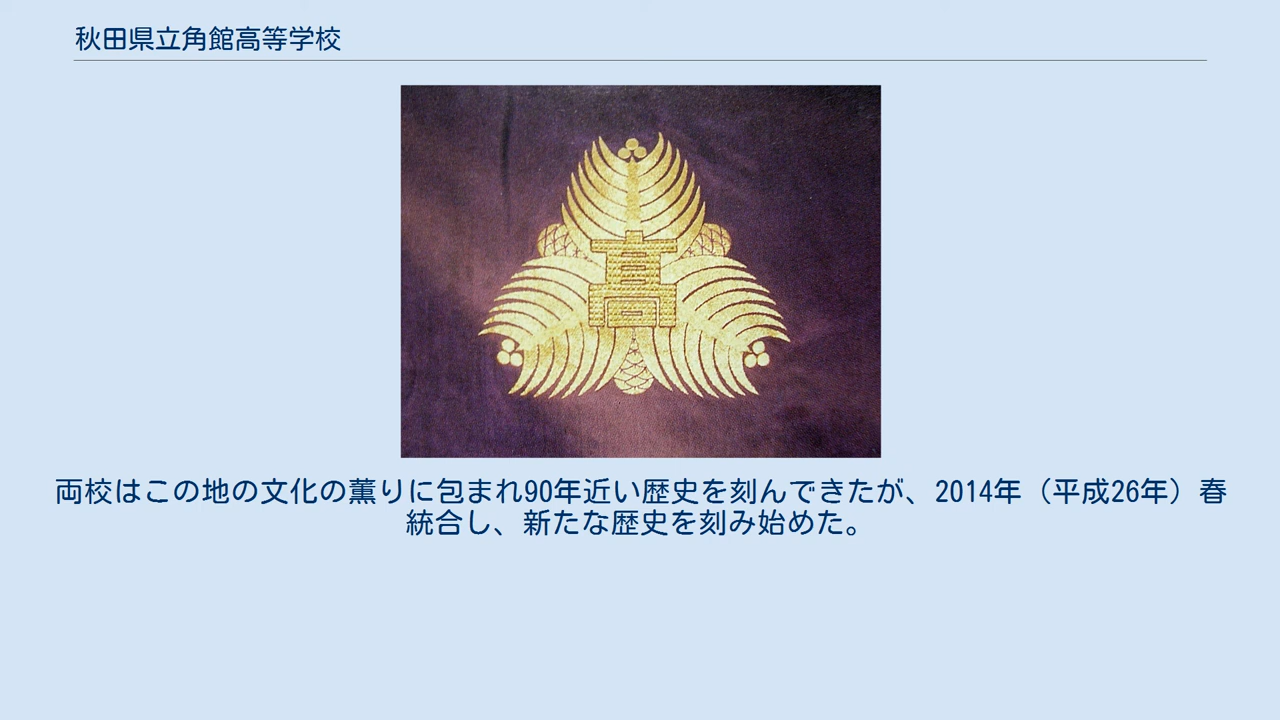 秋田県立角館高等学校
高
両校はこの地の文化の薫りに包まれ90年近い歴史を刻んできたが、2014年（平成26年）春
統合し、新たな歴史を刻み始めた。